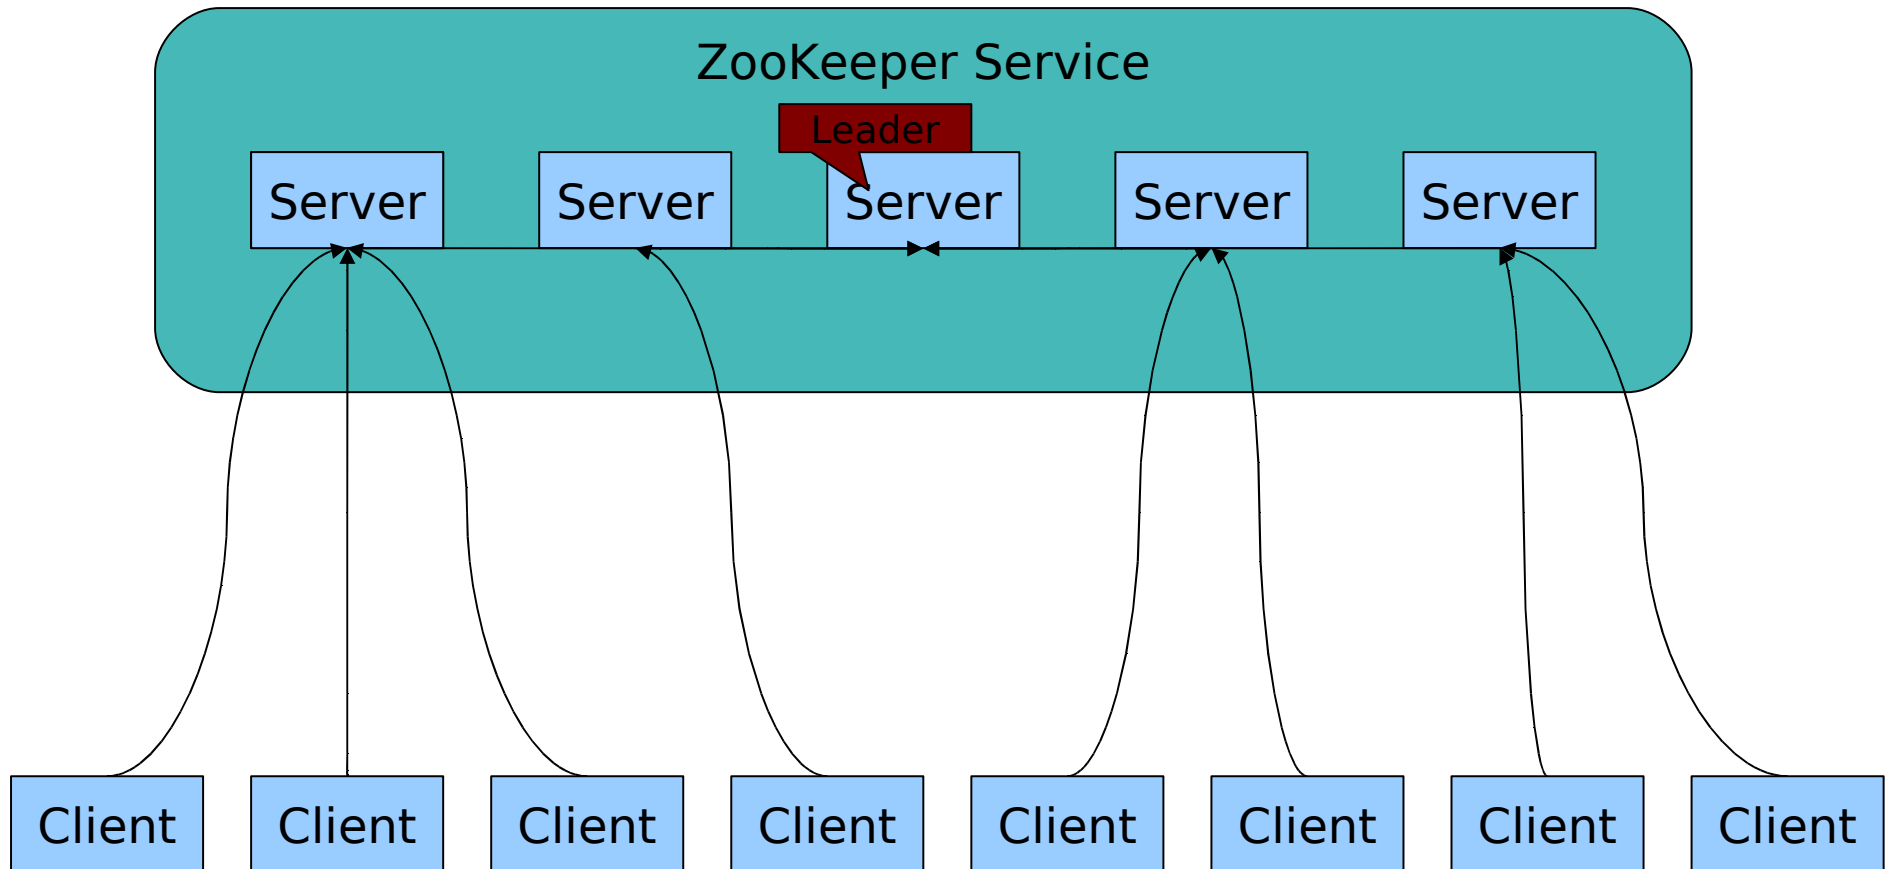 ZooKeeper Service
Leader
Server Server Server Server Server
Client Client Client Client Client Client Client Client